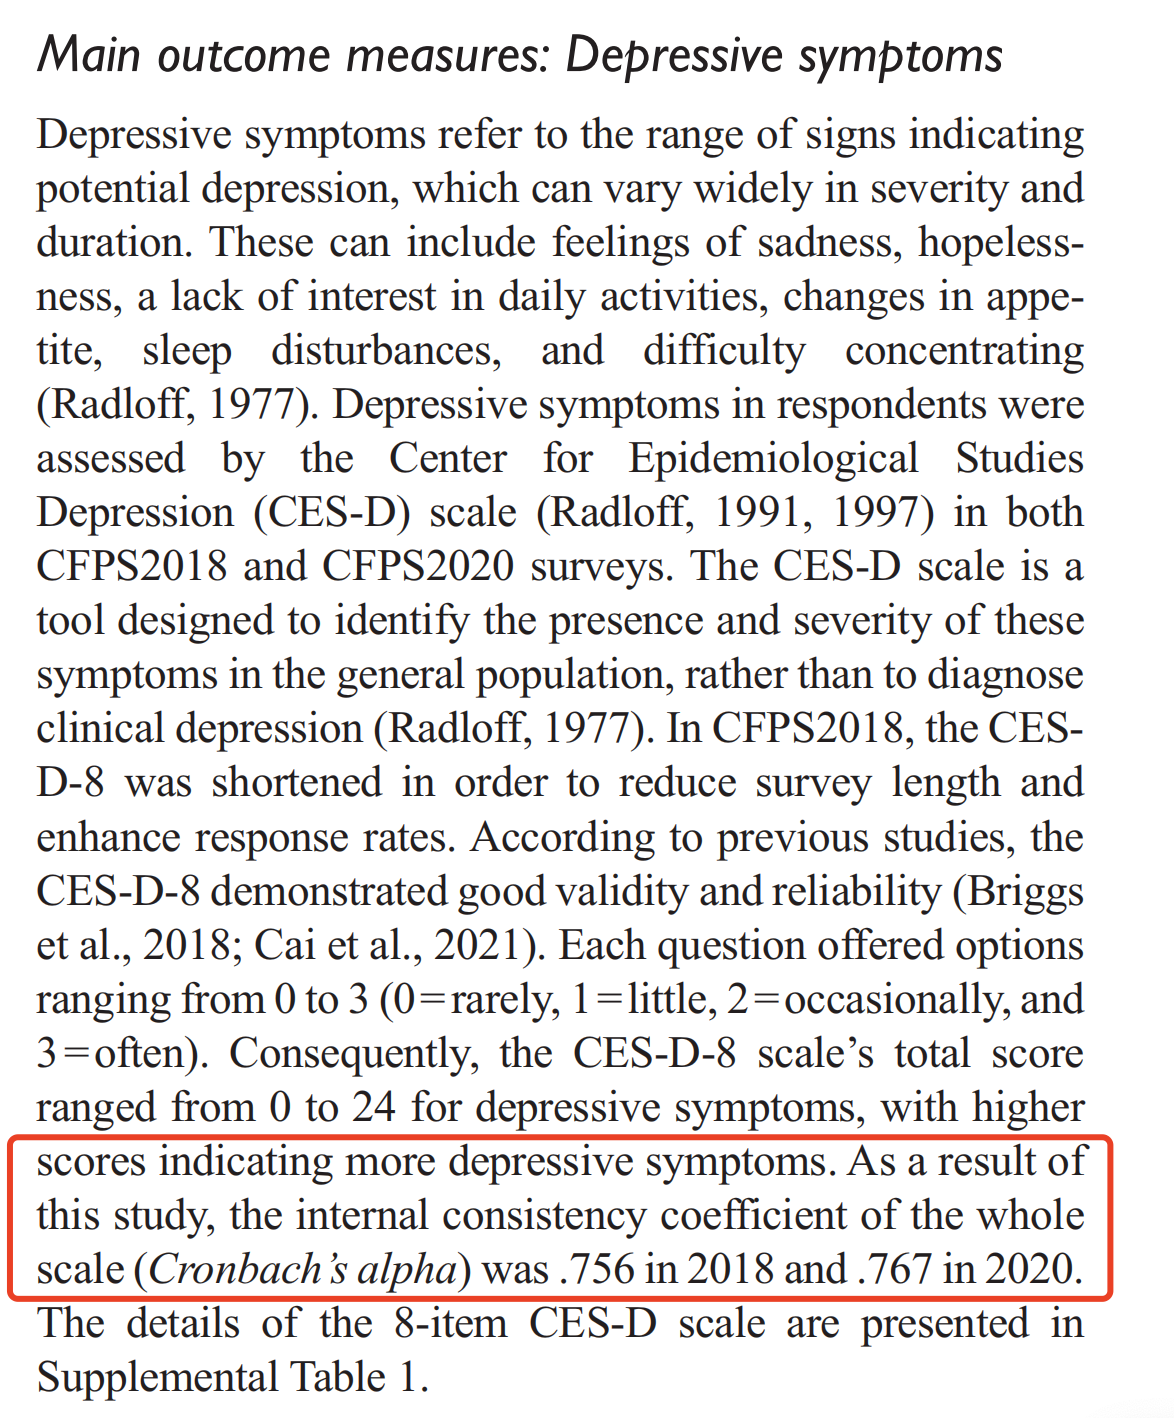 Main outcome measures: Depressive symptoms
Depressive symptoms refer to the range of signs indicating
potential depression, which can vary widely in severity and
duration. These can include feelings of sadness, hopeless-
ness, a lack of interest in daily activities, changes in appe-
tite, sleep disturbances, and difficulty concentrating
(Radloff, 1977). Depressive symptoms in respondents were
assessed by the Center for Epidemiological Studies
Depression (CES-D) scale (Radloff, 1991, 1997) in both
CFPS2018 and CFPS2020 surveys. The CES-D scale is a
tool designed to identify the presence and severity of these
symptoms in the general population, rather than to diagnose
clinical depression (Radloff, 1977). In CFPS2018, the CES-
D-8 was shortened in order to reduce survey length and
enhance response rates. According to previous studies, the
CES-D-8 demonstrated good validity and reliability (Briggs
et al., 2018; Cai et al., 2021). Each question offered options
ranging from 0 to 3 (0=rarely, 1=little, 2=occasionally, and
3=often). Consequently, the CES-D-8 scale’s total score
ranged from 0 to 24 for depressive symptoms, with higher
scores indicating more depressive symptoms. As a result of
this study, the internal consistency coefficient of the whole
scale (Cronbach’s alpha) was .756 in 2018 and .767 in 2020.
The details of the 8-item CES-D scale are presented in
Supplemental Table 1.